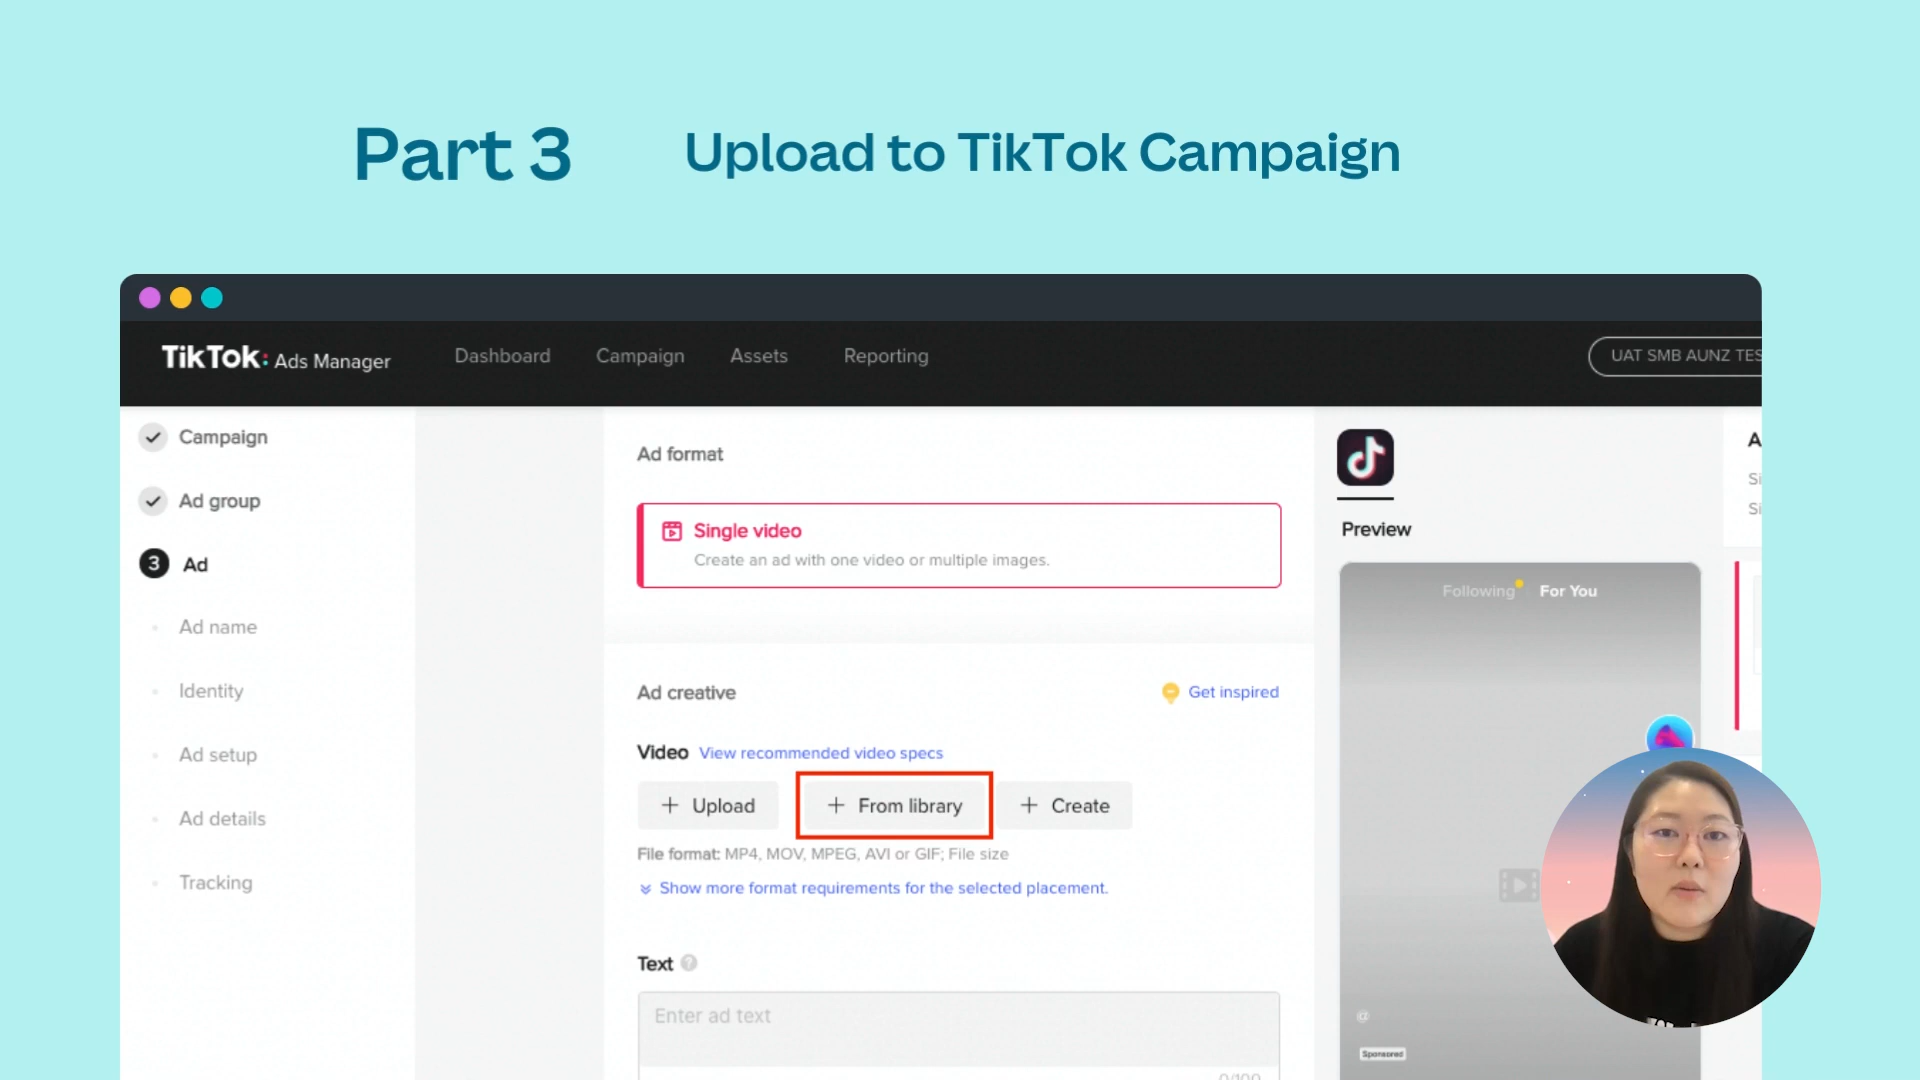 Part 3 Upload to TikTok Campaign
TikTok: Ads Manager Dashboard Campaign Assets Reporting UAT SMB AUNZ TES
Campaign
Ad group
3 Ad
Ad name
Identity
Ad setup
Ad details
Tracking
Ad format
Single video
Create an ad with one video or multiple images.
Ad creative Get inspired
Video View recommended video specs
+ Upload + From library + Create
File format: MP4, MOV, MPEG, AVI or GIF; File size
Show more format requirements for the selected placement.
Text ?
Enter ad text
0/100
Preview
Following For You
@
Sponsored
A
Si
Si